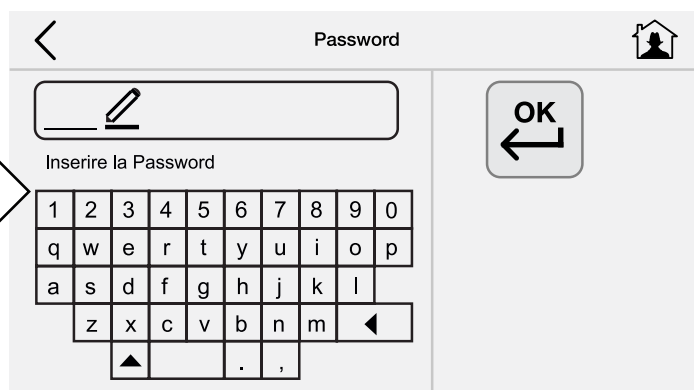 Password
OK
Inserire la Password
1 2 3 4 5 6 7 8 9 0
q w e r t y u i o p
a s d f g h j k l
z x c v b n m
. ,